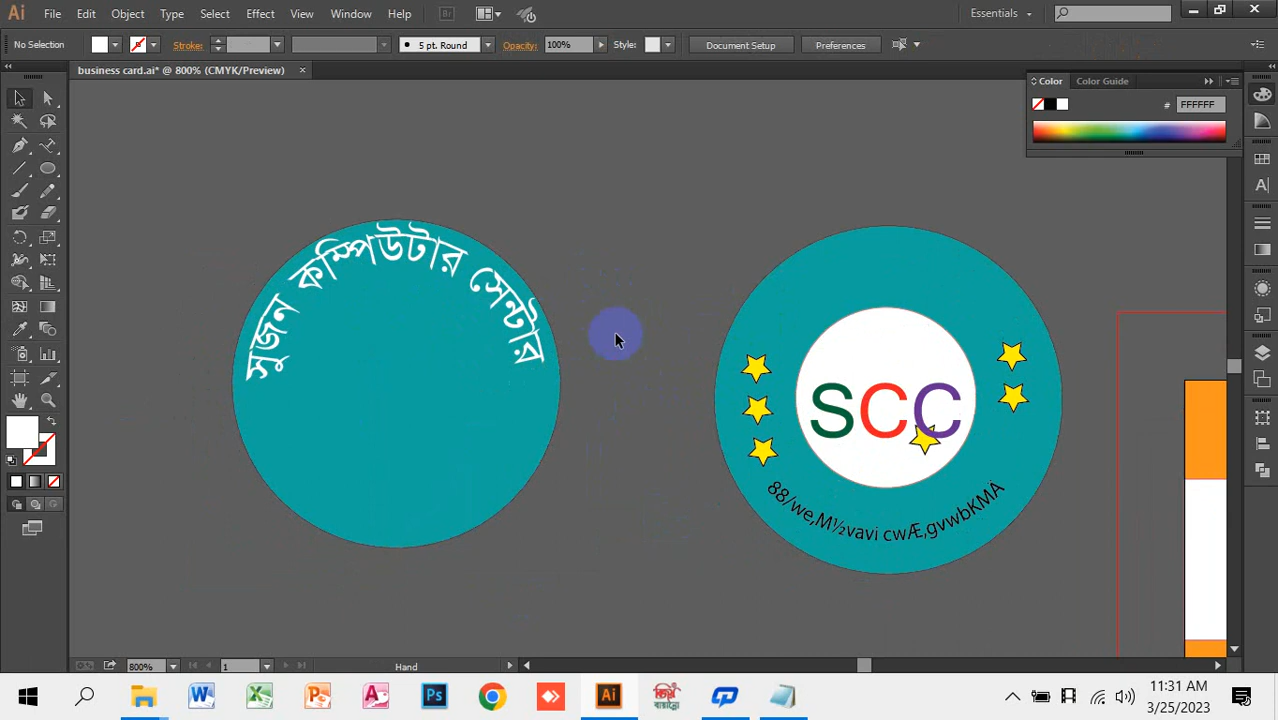 Ai File Edit Object Type Select Effect View Window Help Br Essentials
No Selection Stroke: 5 pt. Round Opacity: 100% Style: Document Setup Preferences
business card.ai* @ 800% (CMYK/Preview)
Color Color Guide
# FFFFFF
সুজন কম্পিউটার সেন্টার
SCC
88/we,M½vavi cwÆ,gvwbKMÄ
800% 1 Hand
11:31 AM
3/25/2023